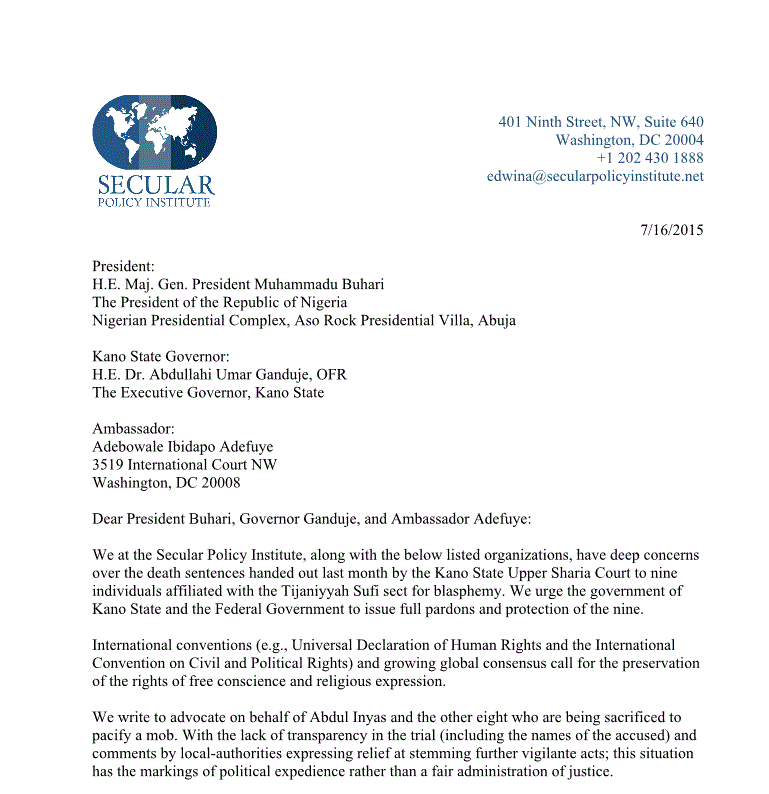 SECULAR
POLICY INSTITUTE
401 Ninth Street, NW, Suite 640
Washington, DC 20004
+1 202 430 1888
edwina@secularpolicyinstitute.net
7/16/2015
President:
H.E. Maj. Gen. President Muhammadu Buhari
The President of the Republic of Nigeria
Nigerian Presidential Complex, Aso Rock Presidential Villa, Abuja
Kano State Governor:
H.E. Dr. Abdullahi Umar Ganduje, OFR
The Executive Governor, Kano State
Ambassador:
Adebowale Ibidapo Adefuye
3519 International Court NW
Washington, DC 20008
Dear President Buhari, Governor Ganduje, and Ambassador Adefuye:
We at the Secular Policy Institute, along with the below listed organizations, have deep concerns
over the death sentences handed out last month by the Kano State Upper Sharia Court to nine
individuals affiliated with the Tijaniyyah Sufi sect for blasphemy. We urge the government of
Kano State and the Federal Government to issue full pardons and protection of the nine.
International conventions (e.g., Universal Declaration of Human Rights and the International
Convention on Civil and Political Rights) and growing global consensus call for the preservation
of the rights of free conscience and religious expression.
We write to advocate on behalf of Abdul Inyas and the other eight who are being sacrificed to
pacify a mob. With the lack of transparency in the trial (including the names of the accused) and
comments by local-authorities expressing relief at stemming further vigilante acts; this situation
has the markings of political expedience rather than a fair administration of justice.